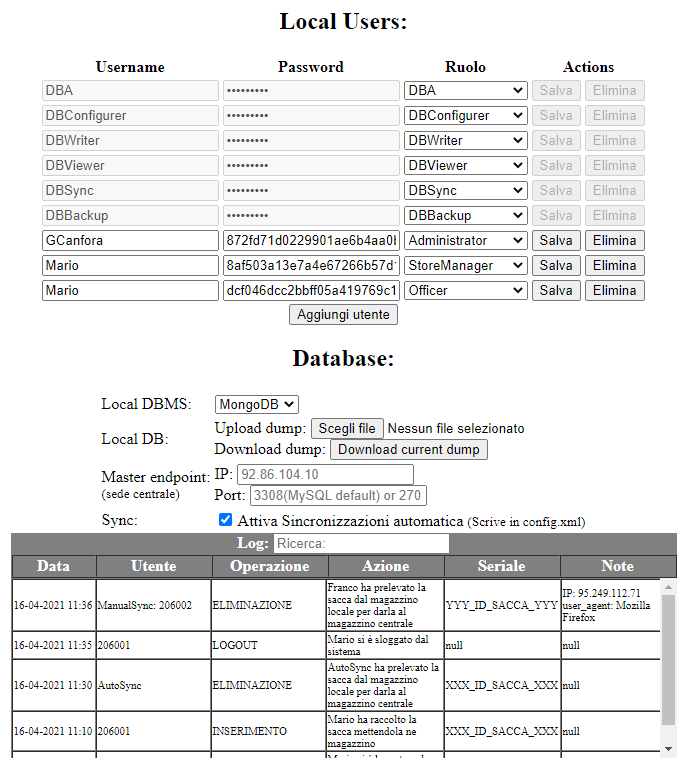 Local Users:
Username Password Ruolo Actions
DBA ••••••••• DBA Salva Elimina
DBConfigurer ••••••••• DBConfigurer Salva Elimina
DBWriter ••••••••• DBWriter Salva Elimina
DBViewer ••••••••• DBViewer Salva Elimina
DBSync ••••••••• DBSync Salva Elimina
DBBackup ••••••••• DBBackup Salva Elimina
GCanfora 872fd71d0229901ae6b4aa0b Administrator Salva Elimina
Mario 8af503a13e7a4e67266b57d StoreManager Salva Elimina
Mario dcf046dcc2bbff05a419769c1 Officer Salva Elimina
Aggiungi utente
Database:
Local DBMS: MongoDB
Local DB:
Upload dump: Scegli file Nessun file selezionato
Download dump: Download current dump
Master endpoint:
(sede centrale)
IP: 92.86.104.10
Port: 3308(MySQL default) or 270
Sync: Attiva Sincronizzazioni automatica (Scrive in config.xml)
Log: Ricerca:
Data Utente Operazione Azione Seriale Note
16-04-2021 11:36 ManualSync: 206002 ELIMINAZIONE
Franco ha prelevato la
sacca dal magazzino
locale per darla al
magazzino centrale
YYY_ID_SACCA_YYY
IP: 95.249.112.71
user_agent: Mozilla
Firefox
16-04-2021 11:35 206001 LOGOUT
Mario si è sloggato dal
sistema
null null
16-04-2021 11:30 AutoSync ELIMINAZIONE
AutoSync ha prelevato la
sacca dal magazzino
locale per darla al
magazzino centrale
XXX_ID_SACCA_XXX null
16-04-2021 11:10 206001 INSERIMENTO
Mario ha raccolto la
sacca mettendola ne
magazzino
XXX_ID_SACCA_XXX null